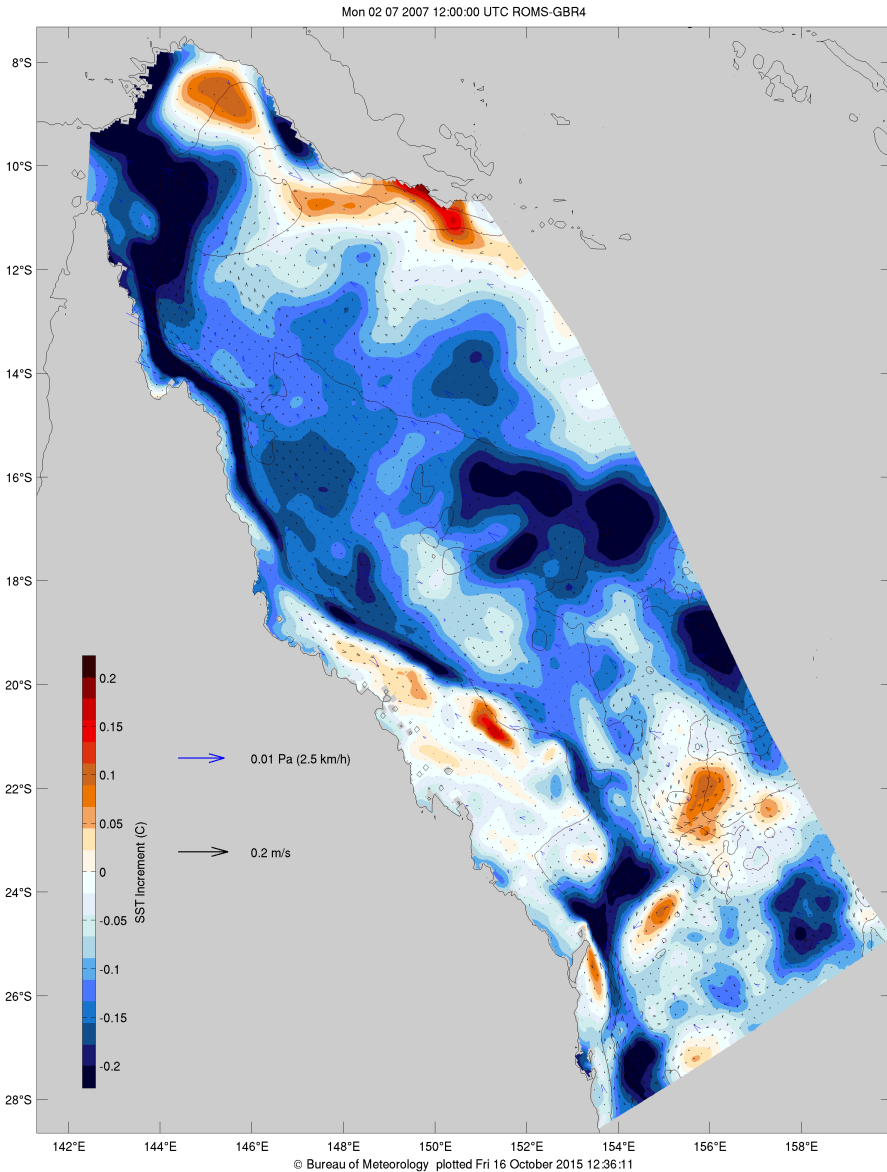 Mon 02 07 2007 12:00:00 UTC ROMS-GBR4
8°S
10°S
12°S
14°S
16°S
18°S
20°S
22°S
24°S
26°S
28°S
0.2
0.15
0.1
0.05
0
-0.05
-0.1
-0.15
-0.2
SST Increment (C)
0.01 Pa (2.5 km/h)
0.2 m/s
142°E 144°E 146°E 148°E 150°E 152°E 154°E 156°E 158°E
© Bureau of Meteorology plotted Fri 16 October 2015 12:36:11